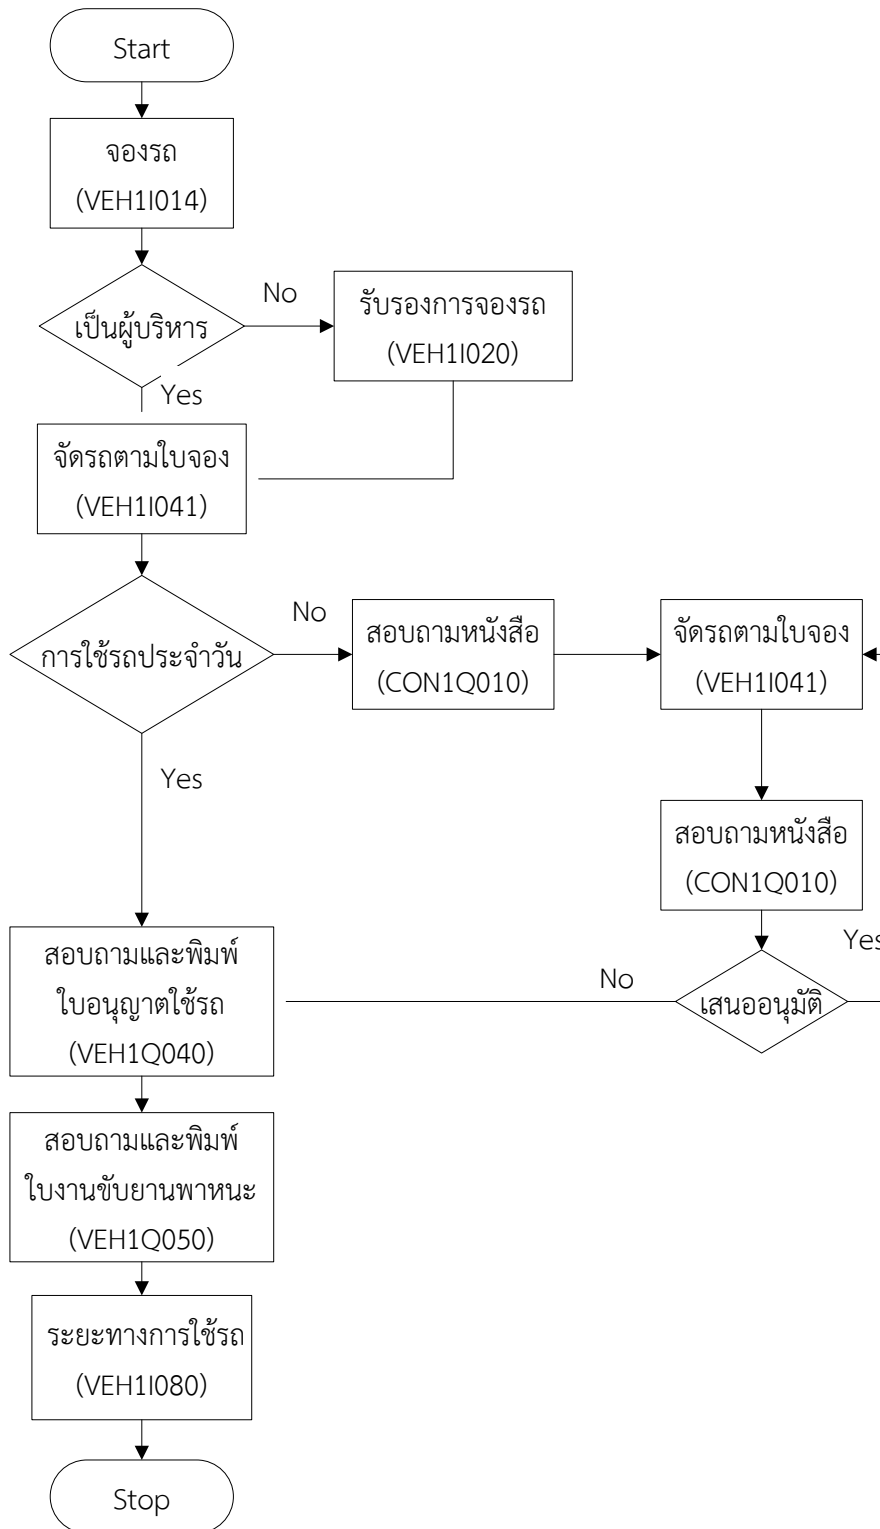 Start
จองรถ
(VEH1I014)
เป็นผู้บริหาร
No
รับรองการจองรถ
(VEH1I020)
Yes
จัดรถตามใบจอง
(VEH1I041)
การใช้รถประจำวัน
No
สอบถามหนังสือ
(CON1Q010)
จัดรถตามใบจอง
(VEH1I041)
Yes
สอบถามหนังสือ
(CON1Q010)
สอบถามและพิมพ์
ใบอนุญาตใช้รถ
(VEH1Q040)
No
เสนออนุมัติ
Yes
สอบถามและพิมพ์
ใบงานขับยานพาหนะ
(VEH1Q050)
ระยะทางการใช้รถ
(VEH1I080)
Stop